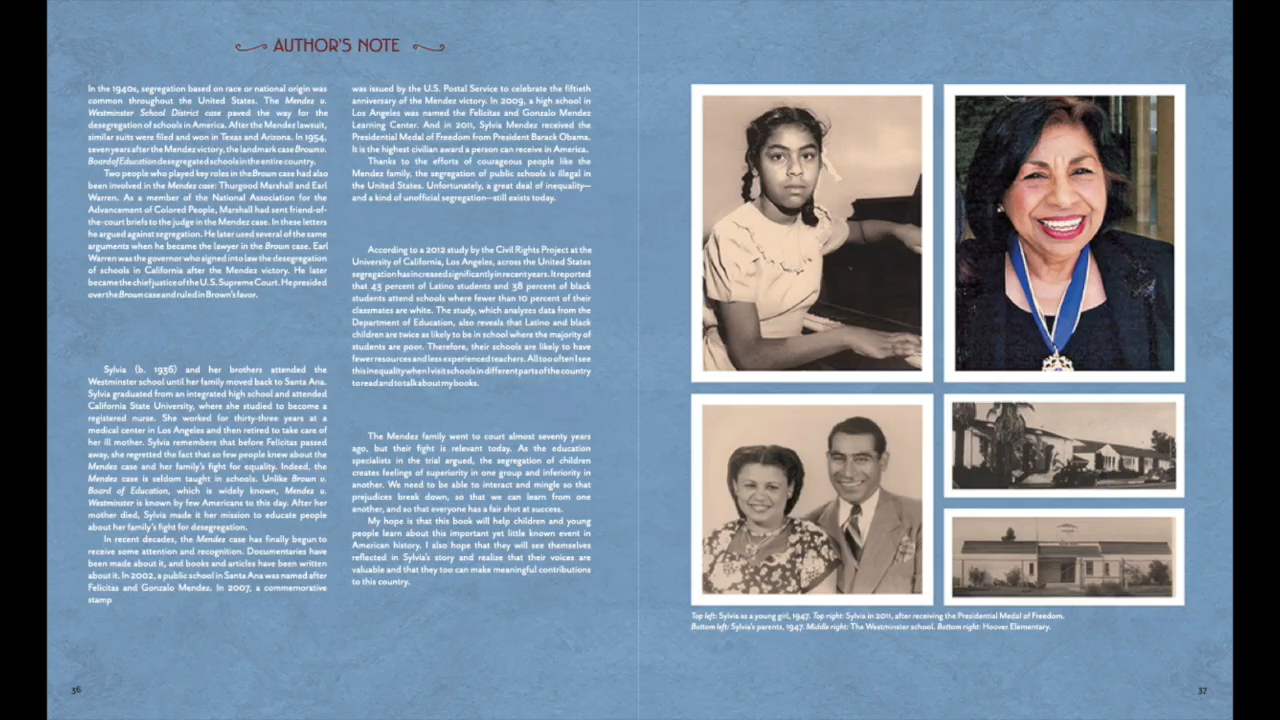 AUTHOR'S NOTE
In the 1940s, segregation based on race or national origin was
common throughout the United States. The Mendez v.
Westminster School District case paved the way for the
desegregation of schools in America. After the Mendez lawsuit,
similar suits were filed and won in Texas and Arizona. In 1954,
seven years after the Mendez victory, the landmark case Brown v.
Board of Education desegregated schools in the entire country.
Two people who played key roles in the Brown case had also
been involved in the Mendez case: Thurgood Marshall and Earl
Warren. As a member of the National Association for the
Advancement of Colored People, Marshall had sent friend-of-
the-court briefs to the judge in the Mendez case. In these letters
he argued against segregation. He later used several of the same
arguments when he became the lawyer in the Brown case. Earl
Warren was the governor who signed into law the desegregation
of schools in California after the Mendez victory. He later
became the chief justice of the U.S. Supreme Court. He presided
over the Brown case and ruled in Brown's favor.
Sylvia (b. 1936) and her brothers attended the
Westminster school until her family moved back to Santa Ana.
Sylvia graduated from an integrated high school and attended
California State University, where she studied to become a
registered nurse. She worked for thirty-three years at a
medical center in Los Angeles and then retired to take care of
her ill mother. Sylvia remembers that before Felicitas passed
away, she regretted the fact that so few people knew about the
Mendez case and her family's fight for equality. Indeed, the
Mendez case is seldom taught in schools. Unlike Brown v.
Board of Education, which is widely known, Mendez v.
Westminster is known by few Americans to this day. After her
mother died, Sylvia made it her mission to educate people
about her family's fight for desegregation.
In recent decades, the Mendez case has finally begun to
receive some attention and recognition. Documentaries have
been made about it, and books and articles have been written
about it. In 2002, a public school in Santa Ana was named after
Felicitas and Gonzalo Mendez. In 2007, a commemorative
stamp
was issued by the U.S. Postal Service to celebrate the fiftieth
anniversary of the Mendez victory. In 2009, a high school in
Los Angeles was named the Felicitas and Gonzalo Mendez
Learning Center. And in 2011, Sylvia Mendez received the
Presidential Medal of Freedom from President Barack Obama.
It is the highest civilian award a person can receive in America.
Thanks to the efforts of courageous people like the
Mendez family, the segregation of public schools is illegal in
the United States. Unfortunately, a great deal of inequality—
and a kind of unofficial segregation—still exists today.
According to a 2012 study by the Civil Rights Project at the
University of California, Los Angeles, across the United States
segregation has increased significantly in recent years. It reported
that 43 percent of Latino students and 38 percent of black
students attend schools where fewer than 10 percent of their
classmates are white. The study, which analyzes data from the
Department of Education, also reveals that Latino and black
children are twice as likely to be in school where the majority of
students are poor. Therefore, their schools are likely to have
fewer resources and less experienced teachers. All too often I see
this inequality when I visit schools in different parts of the country
to read and to talk about my books.
The Mendez family went to court almost seventy years
ago, but their fight is relevant today. As the education
specialists in the trial argued, the segregation of children
creates feelings of superiority in one group and inferiority in
another. We need to be able to interact and mingle so that
prejudices break down, so that we can learn from one
another, and so that everyone has a fair shot at success.
My hope is that this book will help children and young
people learn about this important yet little known event in
American history. I also hope that they will see themselves
reflected in Sylvia's story and realize that their voices are
valuable and that they too can make meaningful contributions
to this country.
Top left: Sylvia as a young girl, 1947. Top right: Sylvia in 2011, after receiving the Presidential Medal of Freedom.
Bottom left: Sylvia's parents, 1947. Middle right: The Westminster school. Bottom right: Hoover Elementary.
36
37